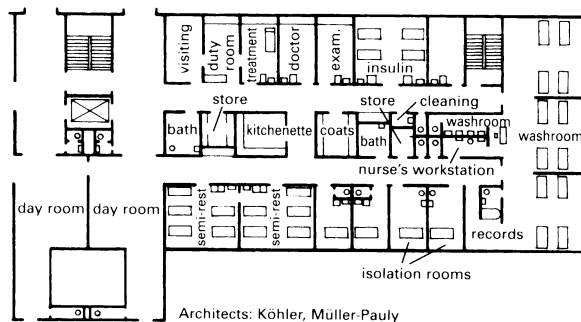 visiting
duty
room
treatment
doctor
exam.
insulin
store
store
cleaning
bath
kitchenette
coats
bath
washroom
washroom
nurse's workstation
day room
day room
semi-rest
semi-rest
records
isolation rooms
Architects: Köhler, Müller-Pauly